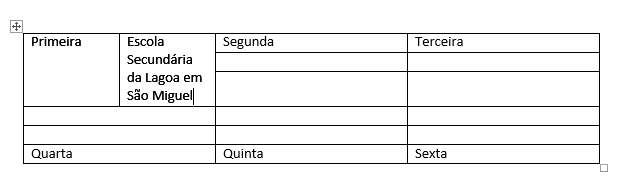 Primeira
Escola
Secundária
da Lagoa em
São Miguel
Segunda
Terceira
Quarta
Quinta
Sexta